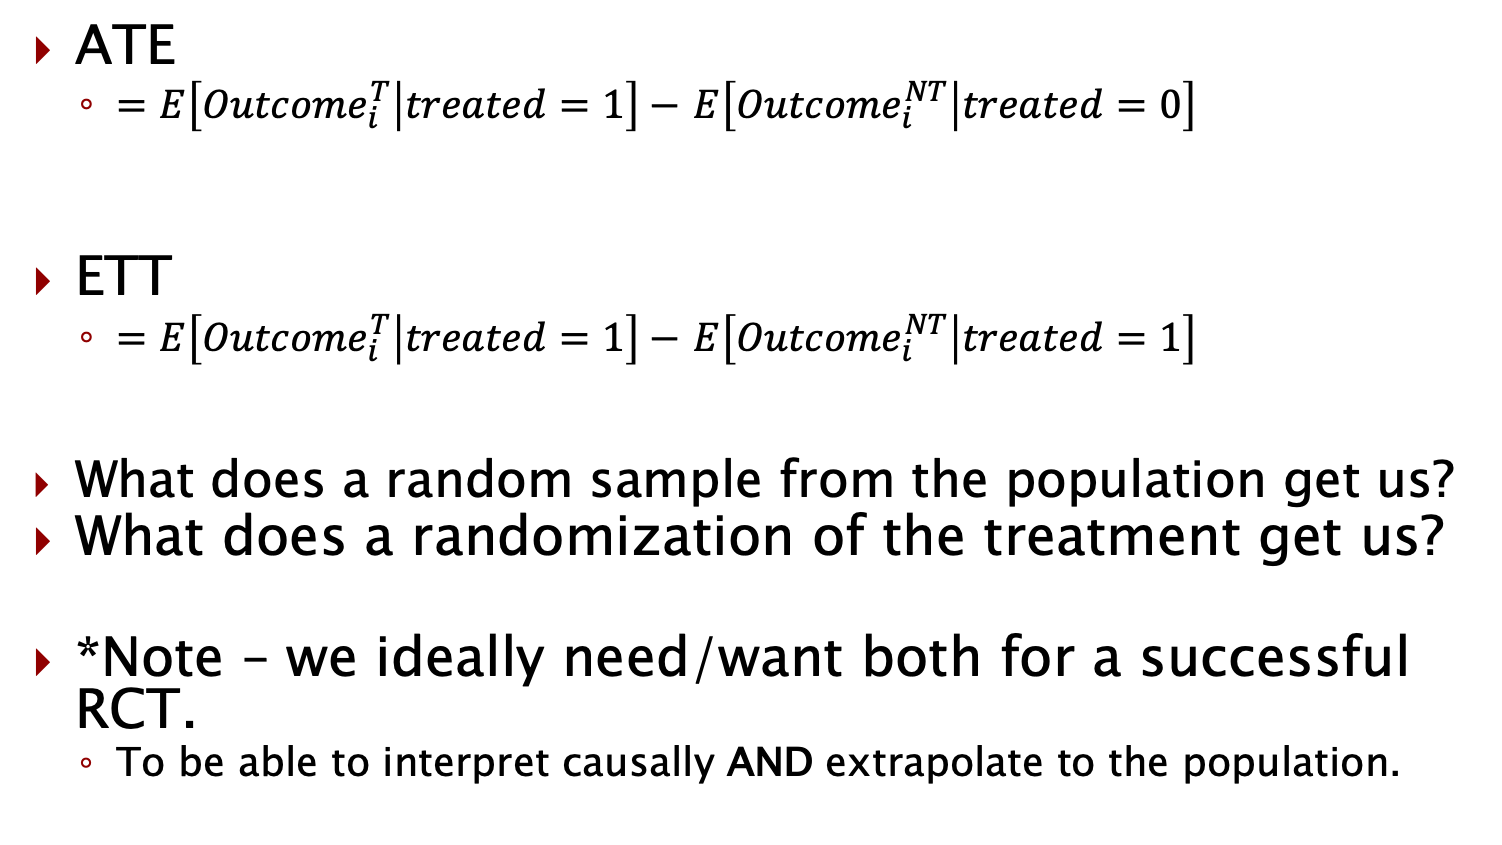 ATE
= E[Outcome_i^T|treated = 1] − E[Outcome_i^NT|treated = 0]
ETT
= E[Outcome_i^T|treated = 1] − E[Outcome_i^NT|treated = 1]
What does a random sample from the population get us?
What does a randomization of the treatment get us?
*Note – we ideally need/want both for a successful
RCT.
To be able to interpret causally AND extrapolate to the population.